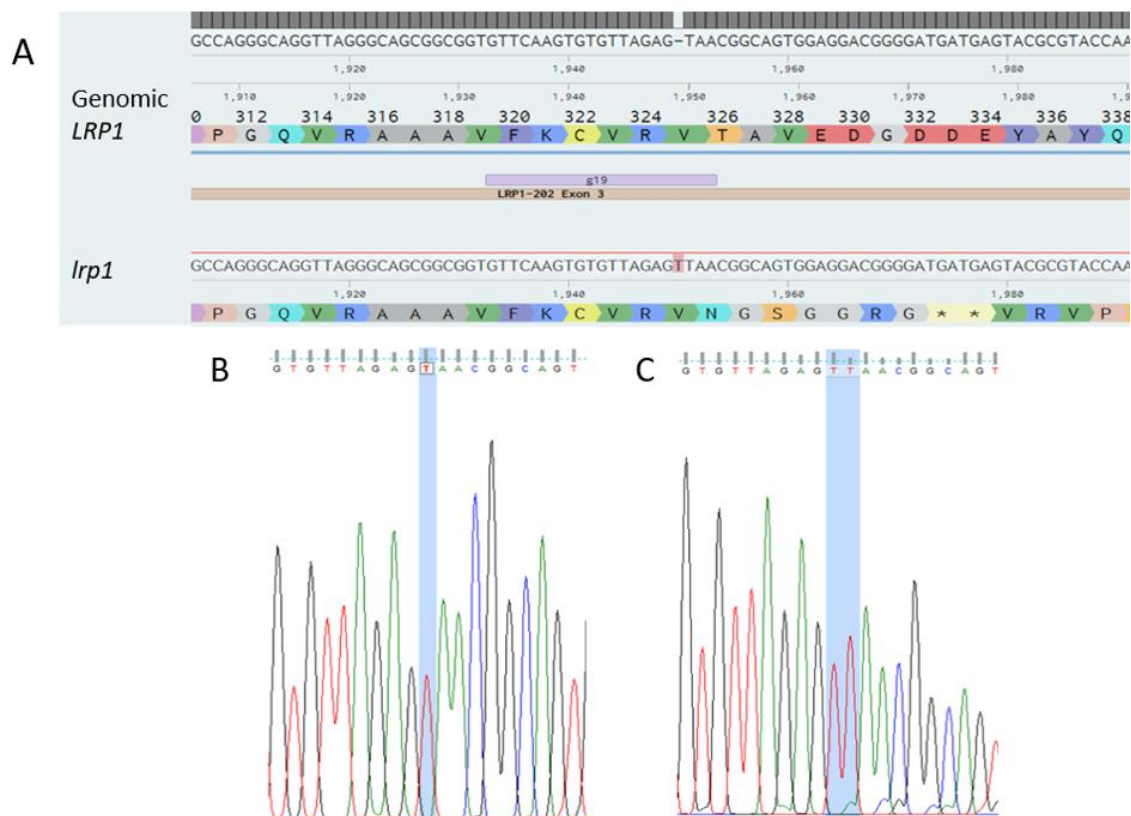 A
GCCAGGGCAGGTTAGGGCAGCGGCGGTGTTCAAGTGTGTTAGAG-TAACGGCAGTGGAGGACGGGGATGATGAGTACGCGTACCAA
1,920 1,940 1,960 1,980
Genomic
LRP1
1,910 1,920 1,930 1,940 1,950 1,960 1,970 1,980 1,9
0 312 314 316 318 320 322 324 326 328 330 332 334 336 338
P G Q V R A A A V F K C V R V T A V E D G D D E Y A Y Q
g19
LRP1-202 Exon 3
lrp1
GCCAGGGCAGGTTAGGGCAGCGGCGGTGTTCAAGTGTGTTAGAGTTAACGGCAGTGGAGGACGGGGATGATGAGTACGCGTACCAA
1,920 1,940 1,960 1,980
P G Q V R A A A V F K C V R V N G S G G R G * * V R V P
B
G T G T T A G A G T A A C G G C A G T
C
G T G T T A G A G T T A A C G G C A G T